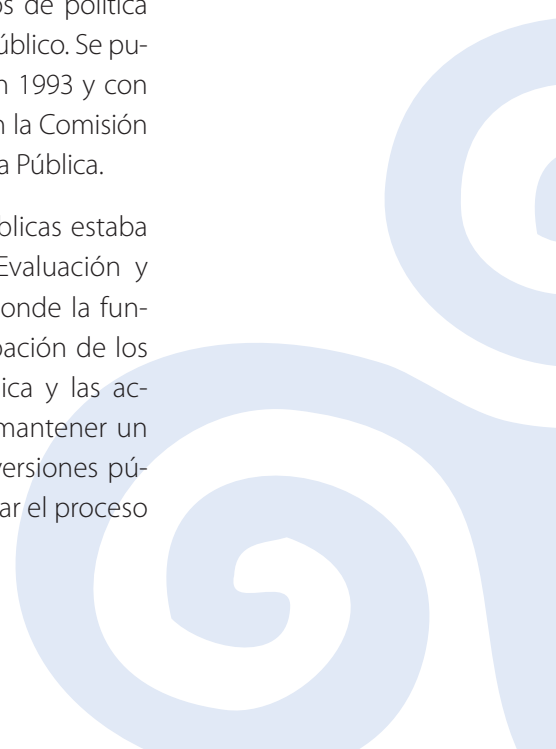 os de política
úblico. Se pu-
n 1993 y con
n la Comisión
a Pública.
blicas estaba
Evaluación y
onde la fun-
pación de los
ica y las ac-
mantener un
versiones pú-
ar el proceso